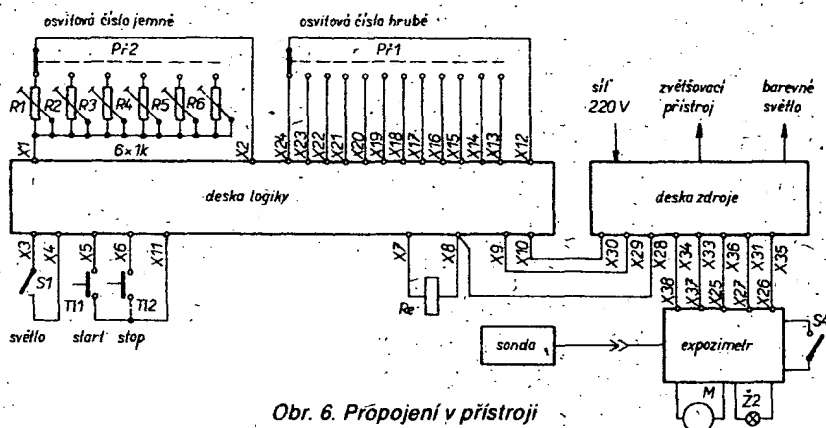 osvitová čísla jemné
osvitová čísla hrubé
Př2
Př1
R1 R2 R3 R4 R5 R6
síť
220 V
zvětšovací
přístroj
barevné
světlo
X1
6×1k
X2
X24 X23 X22 X21 X20 X19 X18 X17 X16 X15 X14 X13 X12
deska logiky
deska zdroje
X3 X4 X5 X6 X11
X7 X8 X9 X10
X30 X29 X28 X34 X33 X36 X31 X35
S1
Tl1
Tl2
Re
X38 X37 X25 X27 X26
světlo
start
stop
sonda
expozimetr
M
Ž2
Obr. 6. Propojení v přístroji